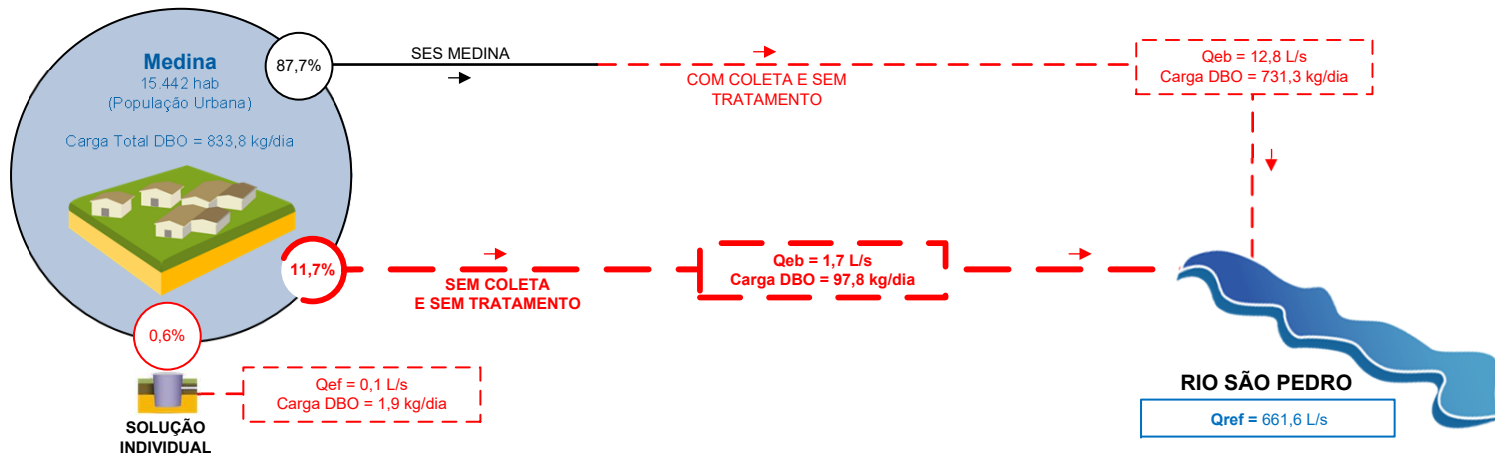 Medina
15.442 hab
(População Urbana)
Carga Total DBO = 833,8 kg/dia
87,7%
SES MEDINA
COM COLETA E SEM
TRATAMENTO
Qeb = 12,8 L/s
Carga DBO = 731,3 kg/dia
11,7%
SEM COLETA
E SEM TRATAMENTO
Qeb = 1,7 L/s
Carga DBO = 97,8 kg/dia
0,6%
Qef = 0,1 L/s
Carga DBO = 1,9 kg/dia
SOLUÇÃO
INDIVIDUAL
RIO SÃO PEDRO
Qref = 661,6 L/s